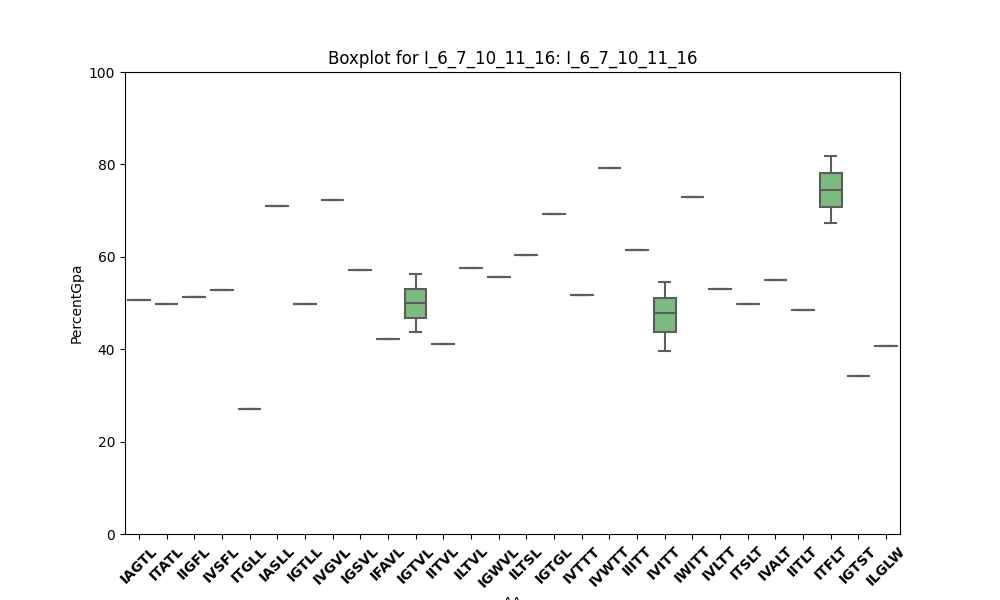 Boxplot for I_6_7_10_11_16: I_6_7_10_11_16
100
80
60
40
20
0
PercentGpa
IAGTL ITATL IIGFL IVSFL ITGLL IASLL IGTLL IVGVL IGSVL IFAVL IGTVL IITVL ILTVL IGWVL ILTSL IGTGL IVTTT IVWTT IIITT IVITT IWITT IVLTT ITSLT IVALT IITLT ITFLT IGTST ILGLW